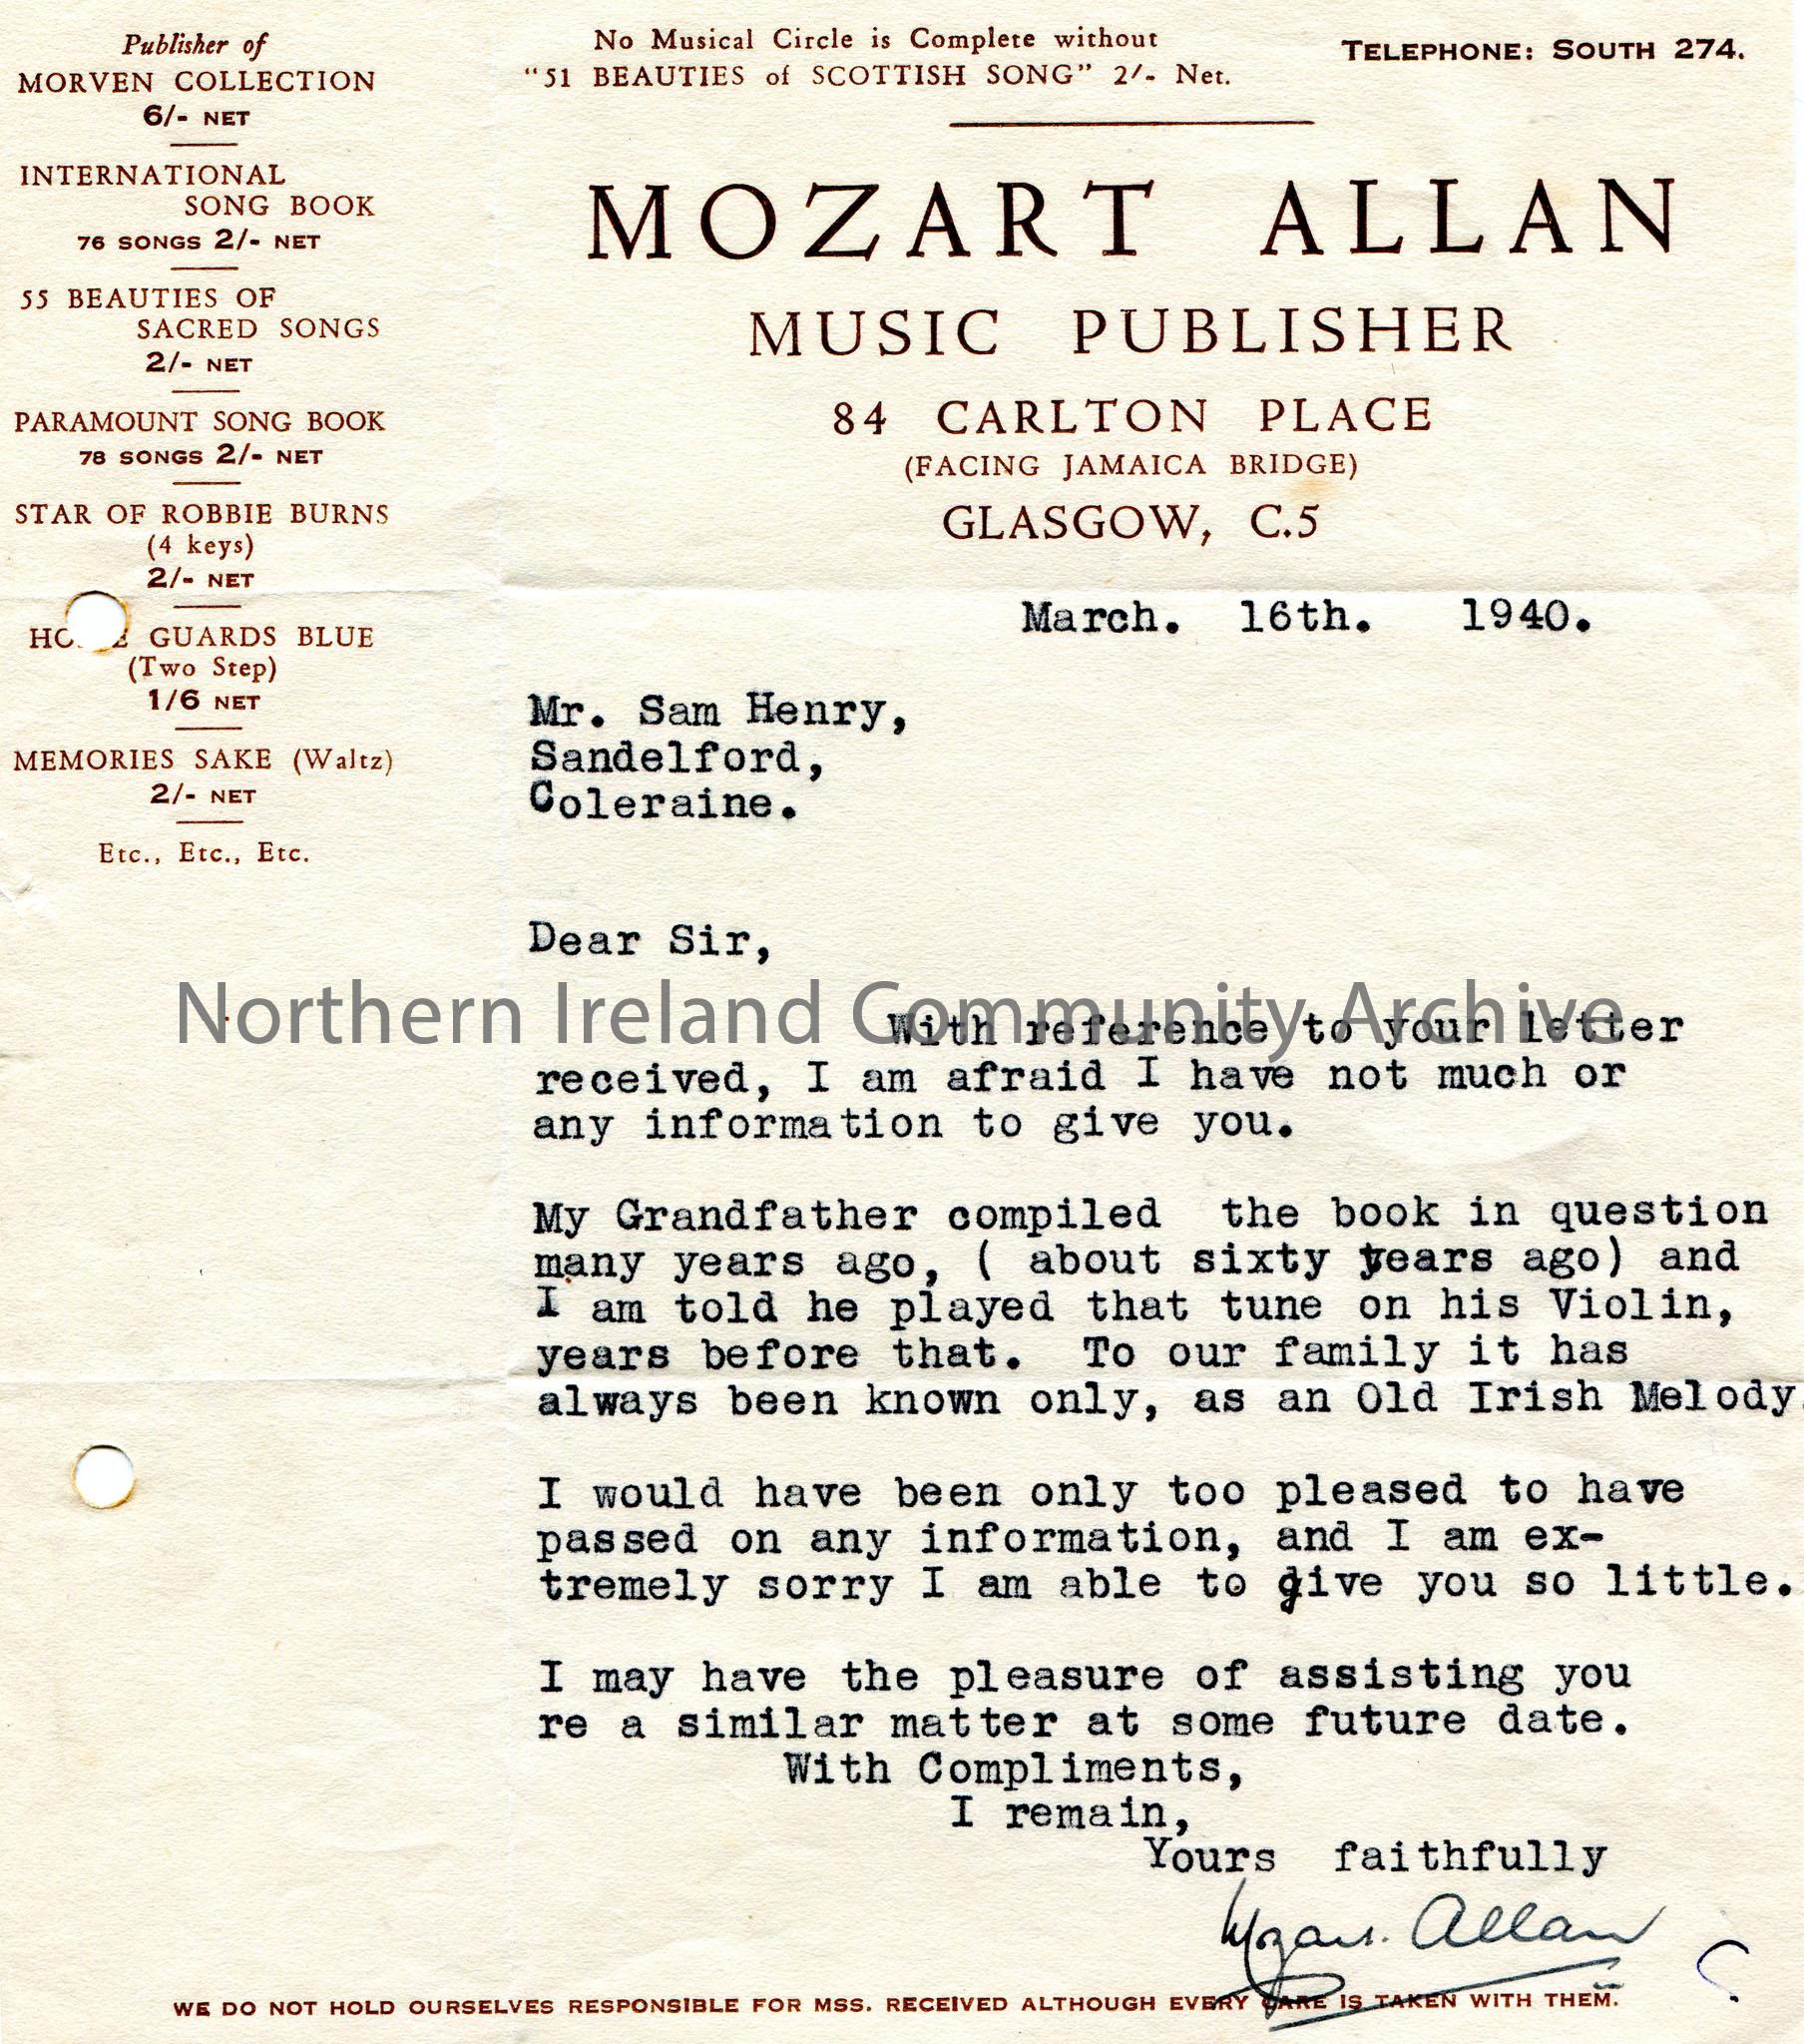 Publisher of
MORVEN COLLECTION
6/- NET
INTERNATIONAL
SONG BOOK
76 SONGS 2/- NET
55 BEAUTIES OF
SACRED SONGS
2/- NET
PARAMOUNT SONG BOOK
78 SONGS 2/- NET
STAR OF ROBBIE BURNS
(4 keys)
2/- NET
GUARDS BLUE
(Two Step)
1/6 NET
MEMORIES SAKE (Waltz)
2/- NET
Etc., Etc., Etc.
No Musical Circle is Complete without
"51 BEAUTIES of SCOTTISH SONG" 2/- Net.
TELEPHONE: SOUTH 274.
MOZART ALLAN
MUSIC PUBLISHER
84 CARLTON PLACE
(FACING JAMAICA BRIDGE)
GLASGOW, C.5
March. 16th. 1940.
Mr. Sam Henry,
Sandelford,
Coleraine.
Dear Sir,
Northern Ireland Community Archive
With reference to your letter
received, I am afraid I have not much or
any information to give you.
My Grandfather compiled the book in question
many years ago, ( about sixty years ago) and
I am told he played that tune on his Violin,
years before that. To our family it has
always been known only, as an Old Irish Melody.
I would have been only too pleased to have
passed on any information, and I am ex-
tremely sorry I am able to give you so little.
I may have the pleasure of assisting you
re a similar matter at some future date.
With Compliments,
I remain,
Yours faithfully
Mozart. Allan
WE DO NOT HOLD OURSELVES RESPONSIBLE FOR MSS. RECEIVED ALTHOUGH EVERY CARE IS TAKEN WITH THEM.